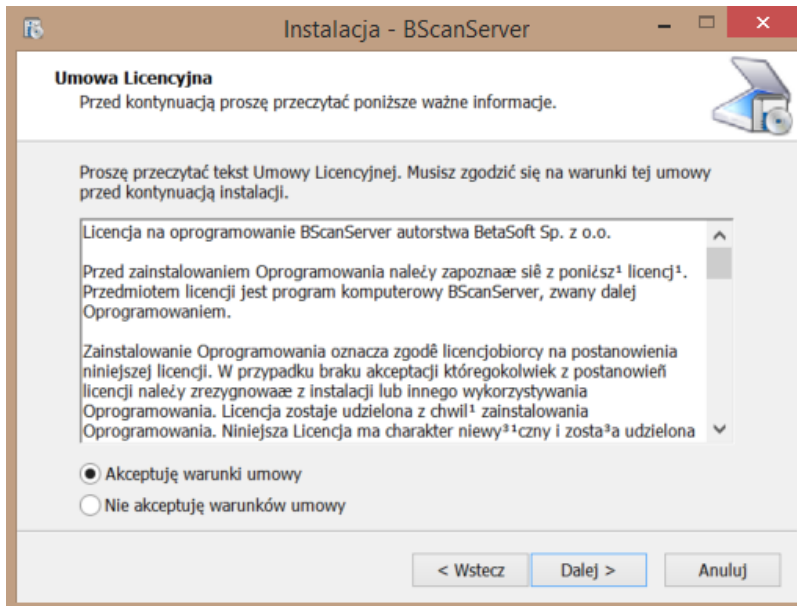 Instalacja - BScanServer
Umowa Licencyjna
Przed kontynuacją proszę przeczytać poniższe ważne informacje.
Proszę przeczytać tekst Umowy Licencyjnej. Musisz zgodzić się na warunki tej umowy
przed kontynuacją instalacji.
Licencja na oprogramowanie BScanServer autorstwa BetaSoft Sp. z o.o.
Przed zainstalowaniem Oprogramowania należy zapoznaæ siê z poniższ¹ licencj¹.
Przedmiotem licencji jest program komputerowy BScanServer, zwany dalej
Oprogramowaniem.
Zainstalowanie Oprogramowania oznacza zgodê licencjobiorcy na postanowienia
niniejszej licencji. W przypadku braku akceptacji któregokolwiek z postanowieñ
licencji należy zrezygnowaæ z instalacji lub innego wykorzystywania
Oprogramowania. Licencja zostaje udzielona z chwil¹ zainstalowania
Oprogramowania. Niniejsza Licencja ma charakter niewy³¹czny i zosta³a udzielona
Akceptuję warunki umowy
Nie akceptuję warunków umowy
< Wstecz Dalej > Anuluj